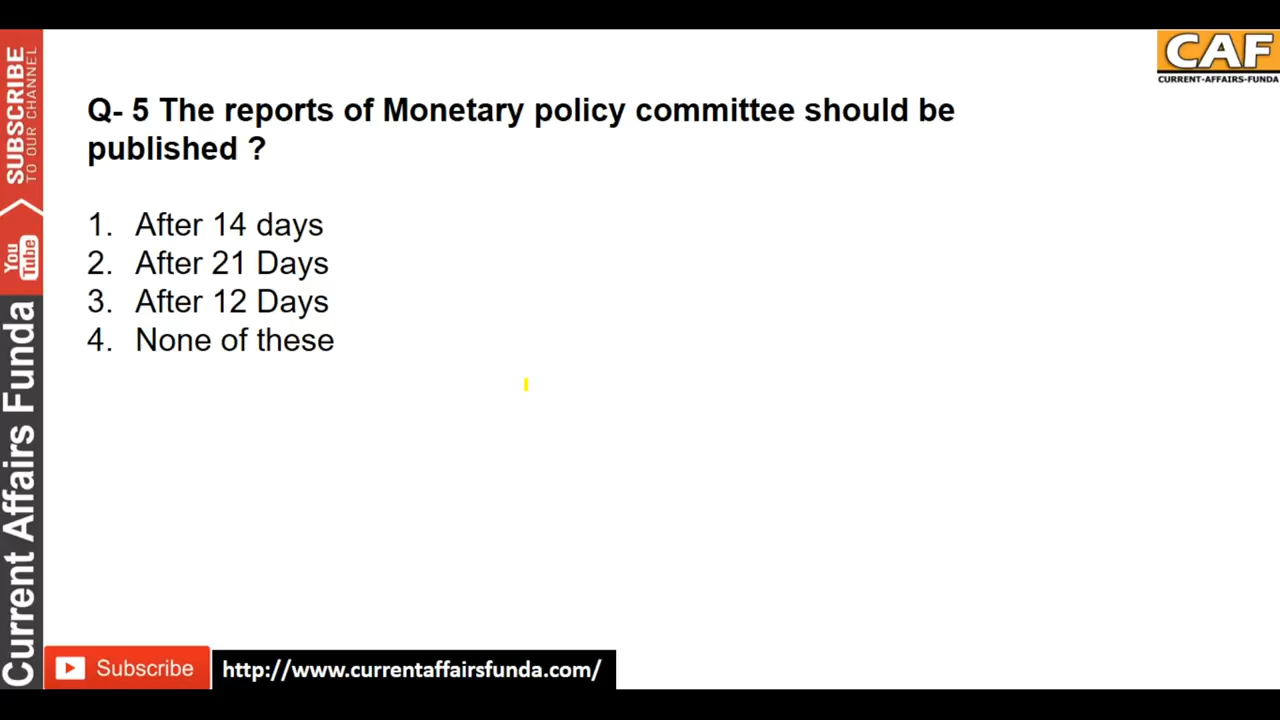 CAF
CURRENT-AFFAIRS-FUNDA
SUBSCRIBE
TO OUR CHANNEL
You
Tube
Current Affairs Funda
Q- 5 The reports of Monetary policy committee should be
published ?
1. After 14 days
2. After 21 Days
3. After 12 Days
4. None of these
Subscribe
http://www.currentaffairsfunda.com/